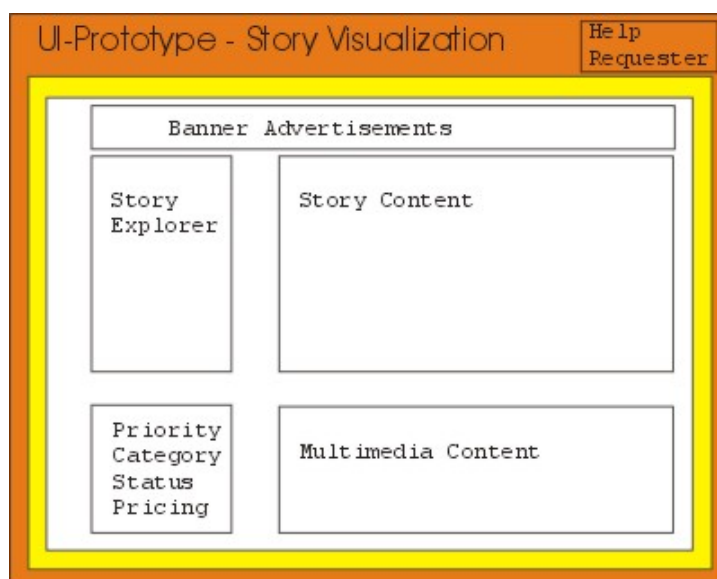 UI-Prototype - Story Visualization
Help
Requester
Banner Advertisements
Story
Explorer
Story Content
Priority
Category
Status
Pricing
Multimedia Content